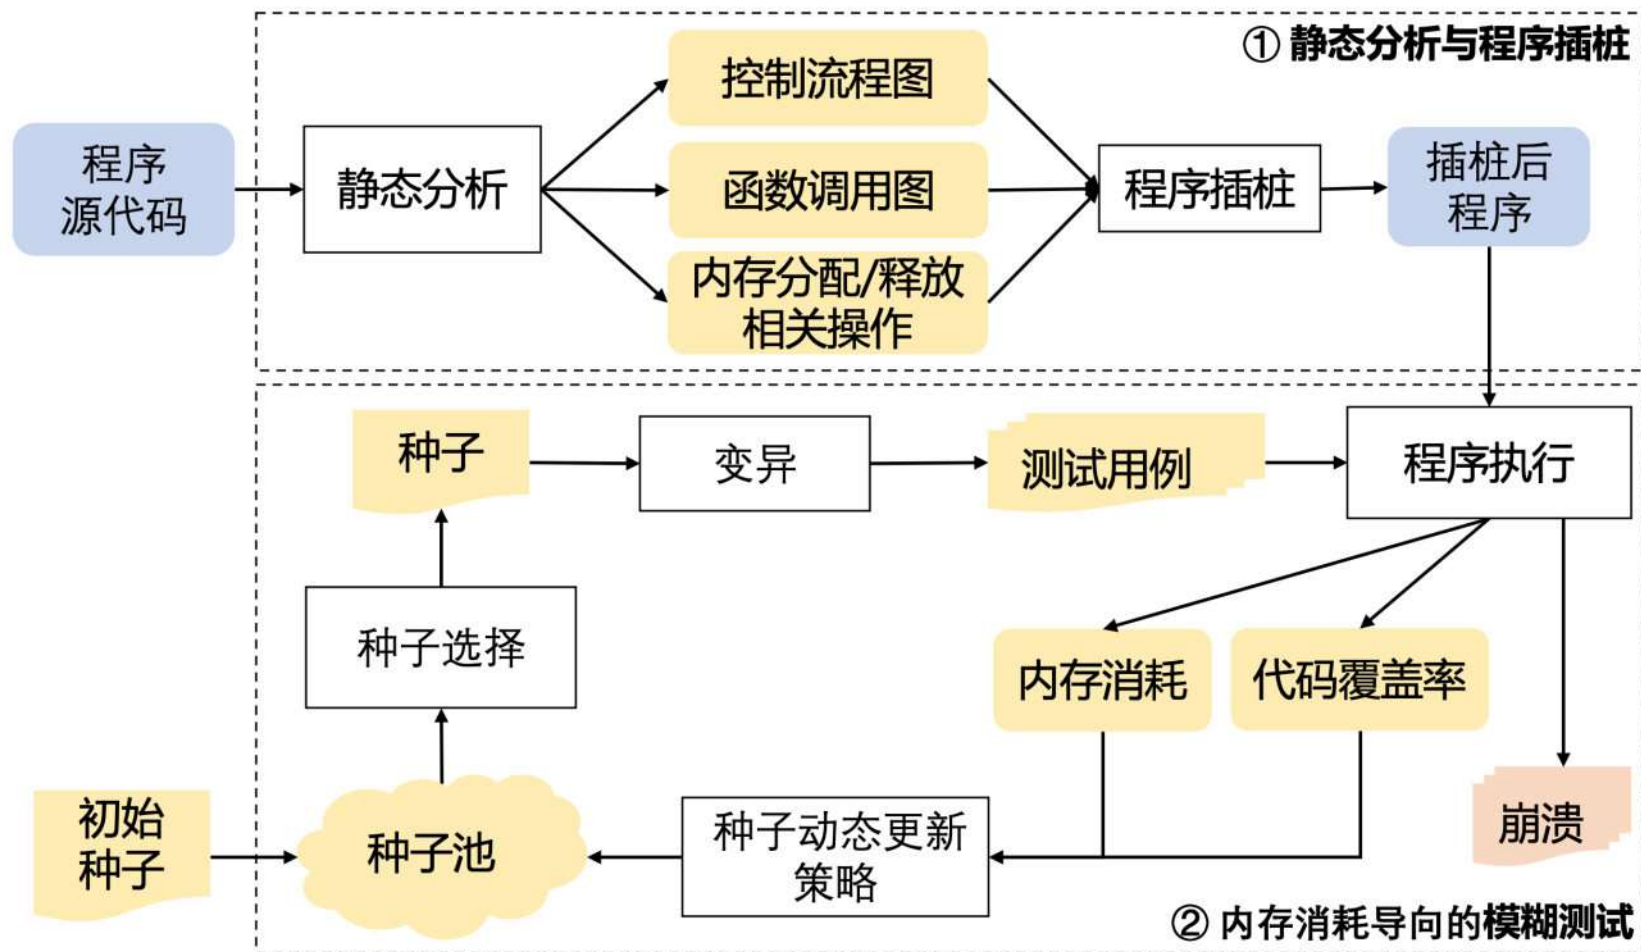 ① 静态分析与程序插桩
程序
源代码
静态分析
控制流程图
函数调用图
内存分配/释放
相关操作
程序插桩
插桩后
程序
种子
变异
测试用例
程序执行
种子选择
内存消耗
代码覆盖率
初始
种子
种子池
种子动态更新
策略
崩溃
② 内存消耗导向的模糊测试